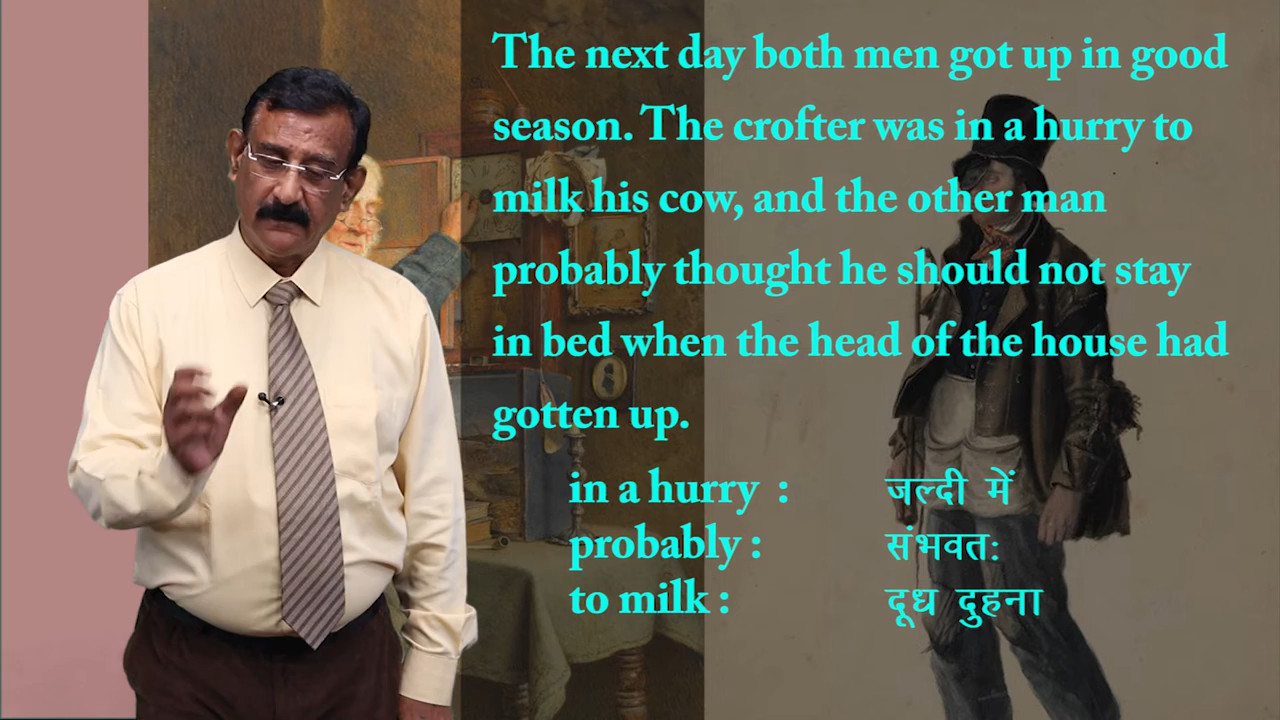 The next day both men got up in good
season. The crofter was in a hurry to
milk his cow, and the other man
probably thought he should not stay
in bed when the head of the house had
gotten up.
in a hurry : जल्दी में
probably : संभवत:
to milk : दूध दुहना